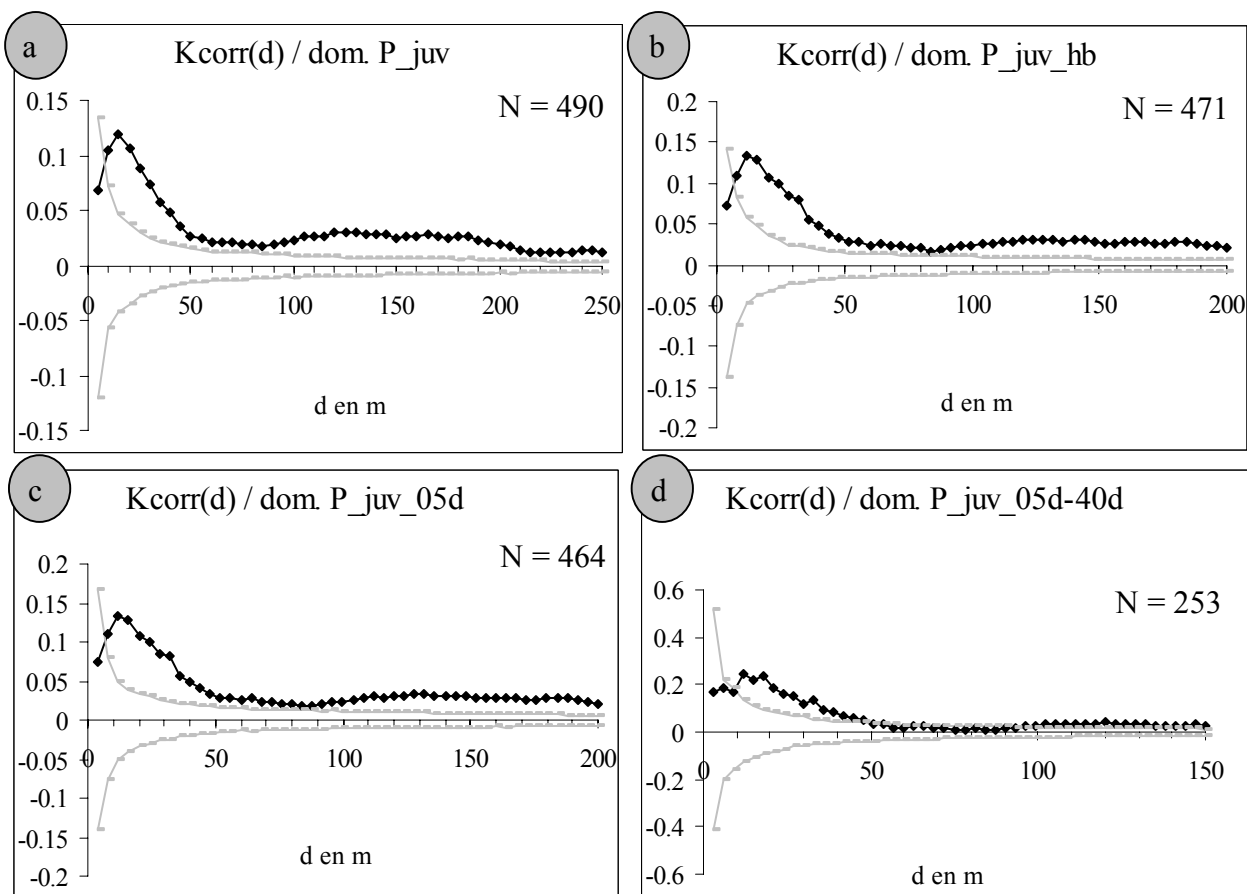 a
Kcorr(d) / dom. P_juv
N = 490
0.15
0.1
0.05
0
-0.05
-0.1
-0.15
0 50 100 150 200 250
d en m
b
Kcorr(d) / dom. P_juv_hb
N = 471
0.2
0.15
0.1
0.05
0
-0.05
-0.1
-0.15
-0.2
0 50 100 150 200
d en m
c
Kcorr(d) / dom. P_juv_05d
N = 464
0.2
0.15
0.1
0.05
0
-0.05
-0.1
-0.15
-0.2
0 50 100 150 200
d en m
d
Kcorr(d) / dom. P_juv_05d-40d
N = 253
0.6
0.4
0.2
0
-0.2
-0.4
-0.6
0 50 100 150
d en m